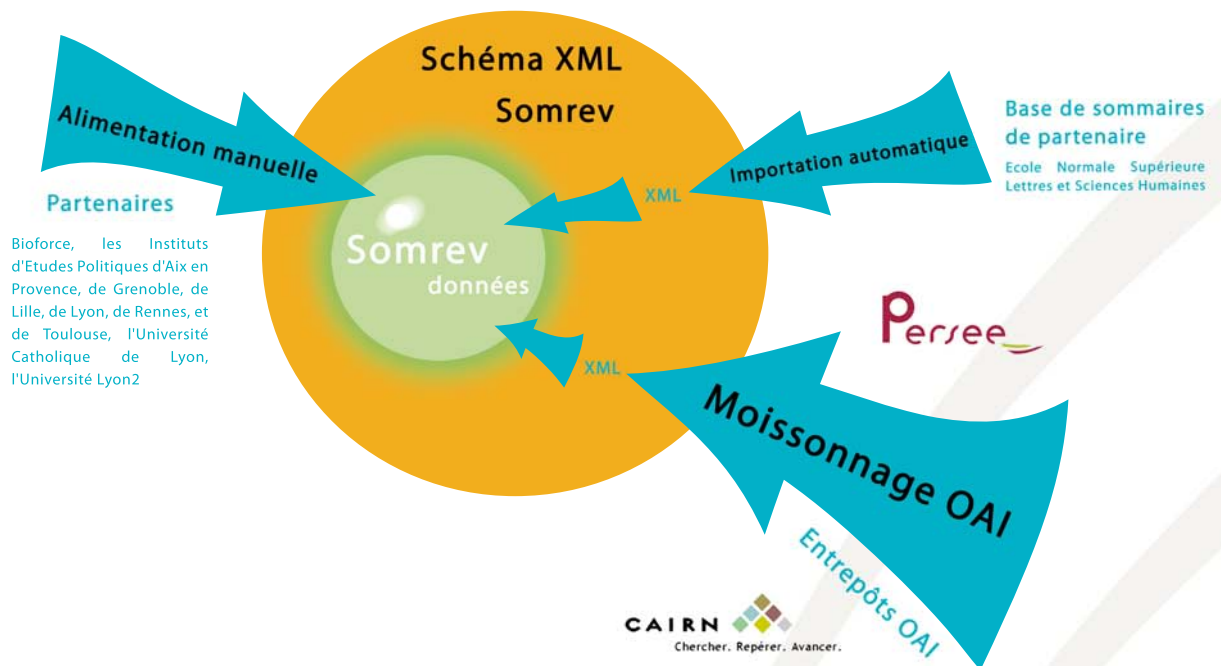 Schéma XML
Somrev
Alimentation manuelle
Partenaires
Bioforce, les Instituts
d'Etudes Politiques d'Aix en
Provence, de Grenoble, de
Lille, de Lyon, de Rennes, et
de Toulouse, l'Université
Catholique de Lyon,
l'Université Lyon2
Somrev
données
XML
Importation automatique
Base de sommaires
de partenaire
Ecole Normale Supérieure
Lettres et Sciences Humaines
Persee
XML
Moissonnage OAI
Entrepôts OAI
CAIRN
Chercher. Repérer. Avancer.